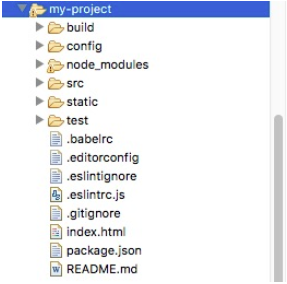 my-project
build
config
node_modules
src
static
test
.babelrc
.editorconfig
.eslintignore
.eslintrc.js
.gitignore
index.html
package.json
README.md